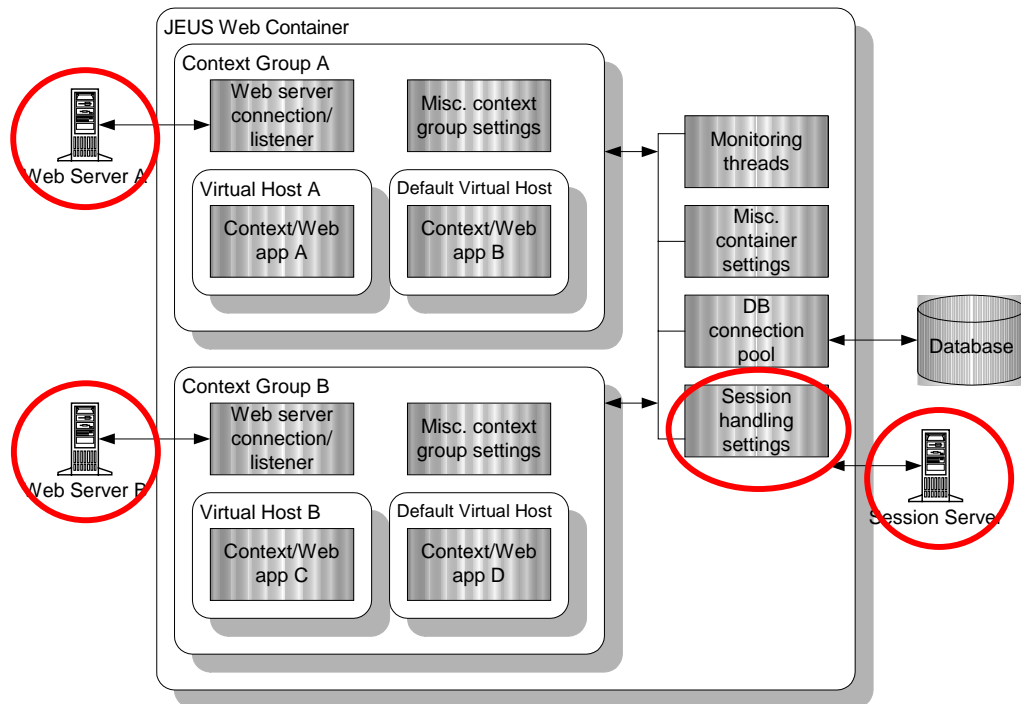 JEUS Web Container
Context Group A
Web server
connection/
listener
Misc. context
group settings
Web Server A
Virtual Host A
Context/Web
app A
Default Virtual Host
Context/Web
app B
Monitoring
threads
Misc.
container
settings
DB
connection
pool
Database
Session
handling
settings
Session Server
Context Group B
Web server
connection/
listener
Misc. context
group settings
Web Server B
Virtual Host B
Context/Web
app C
Default Virtual Host
Context/Web
app D